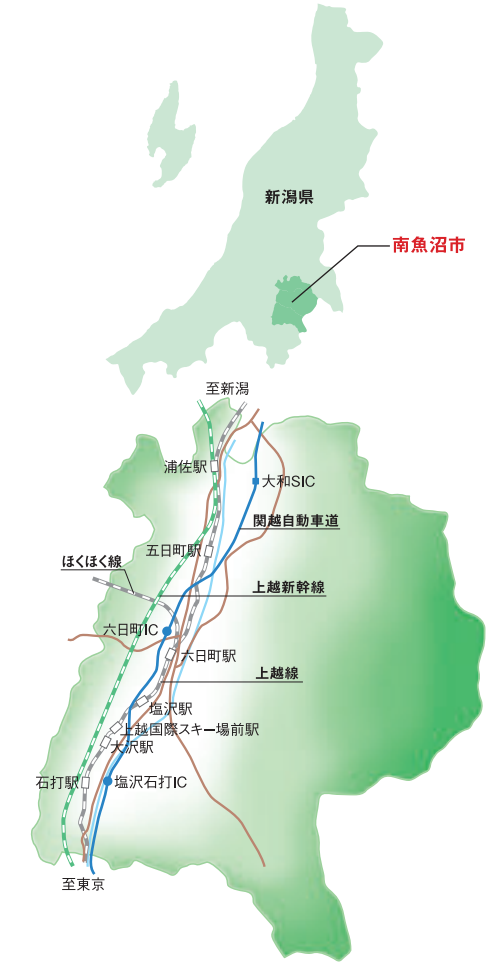 新潟県
南魚沼市
至新潟
浦佐駅
大和SIC
関越自動車道
五日町駅
ほくほく線
上越新幹線
六日町IC
六日町駅
上越線
塩沢駅
上越国際スキー場前駅
大沢駅
石打駅
塩沢石打IC
至東京